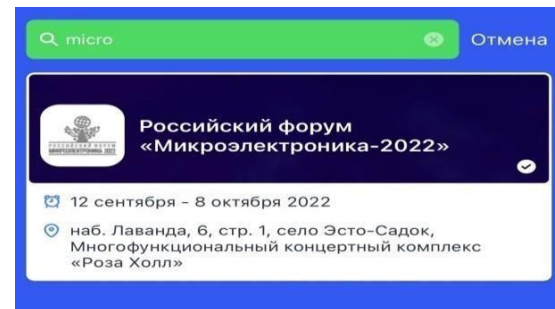 micro
Отмена
Российский форум
«Микроэлектроника-2022»
12 сентября - 8 октября 2022
наб. Лаванда, 6, стр. 1, село Эсто-Садок,
Многофункциональный концертный комплекс
«Роза Холл»